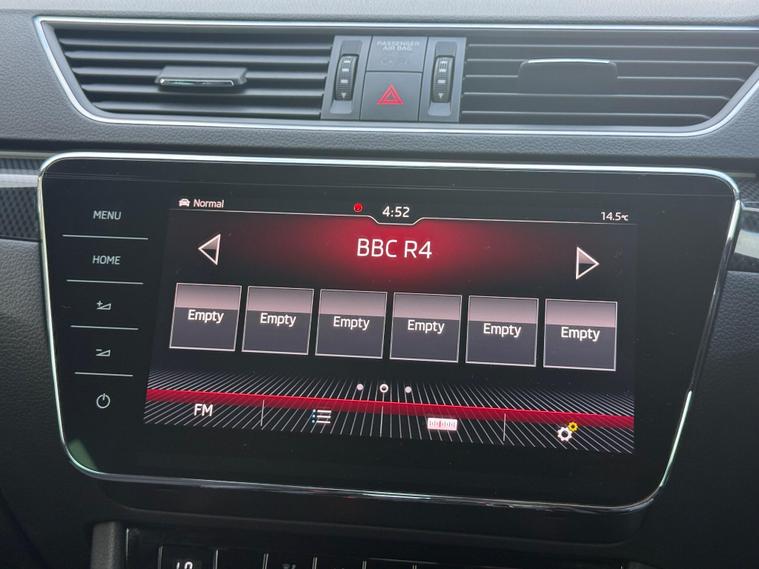 PASSENGER
AIR BAG
MENU
HOME
Normal
4:52
14.5°C
BBC R4
Empty Empty Empty Empty Empty Empty
FM